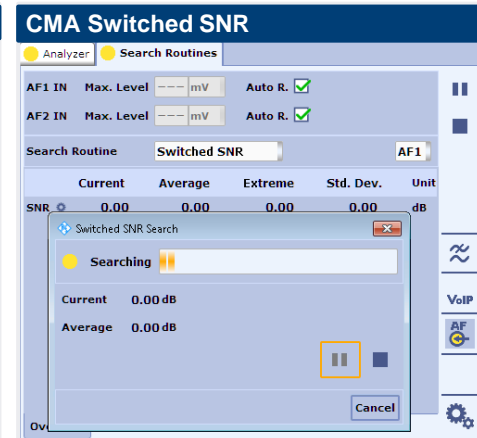 CMA Switched SNR
Analyzer Search Routines
AF1 IN Max. Level --- mV Auto R.
AF2 IN Max. Level --- mV Auto R.
Search Routine Switched SNR AF1
Current Average Extreme Std. Dev. Unit
SNR 0.00 0.00 0.00 0.00 dB
Switched SNR Search
Searching
Current 0.00 dB
Average 0.00 dB
VoIP
AF
Cancel